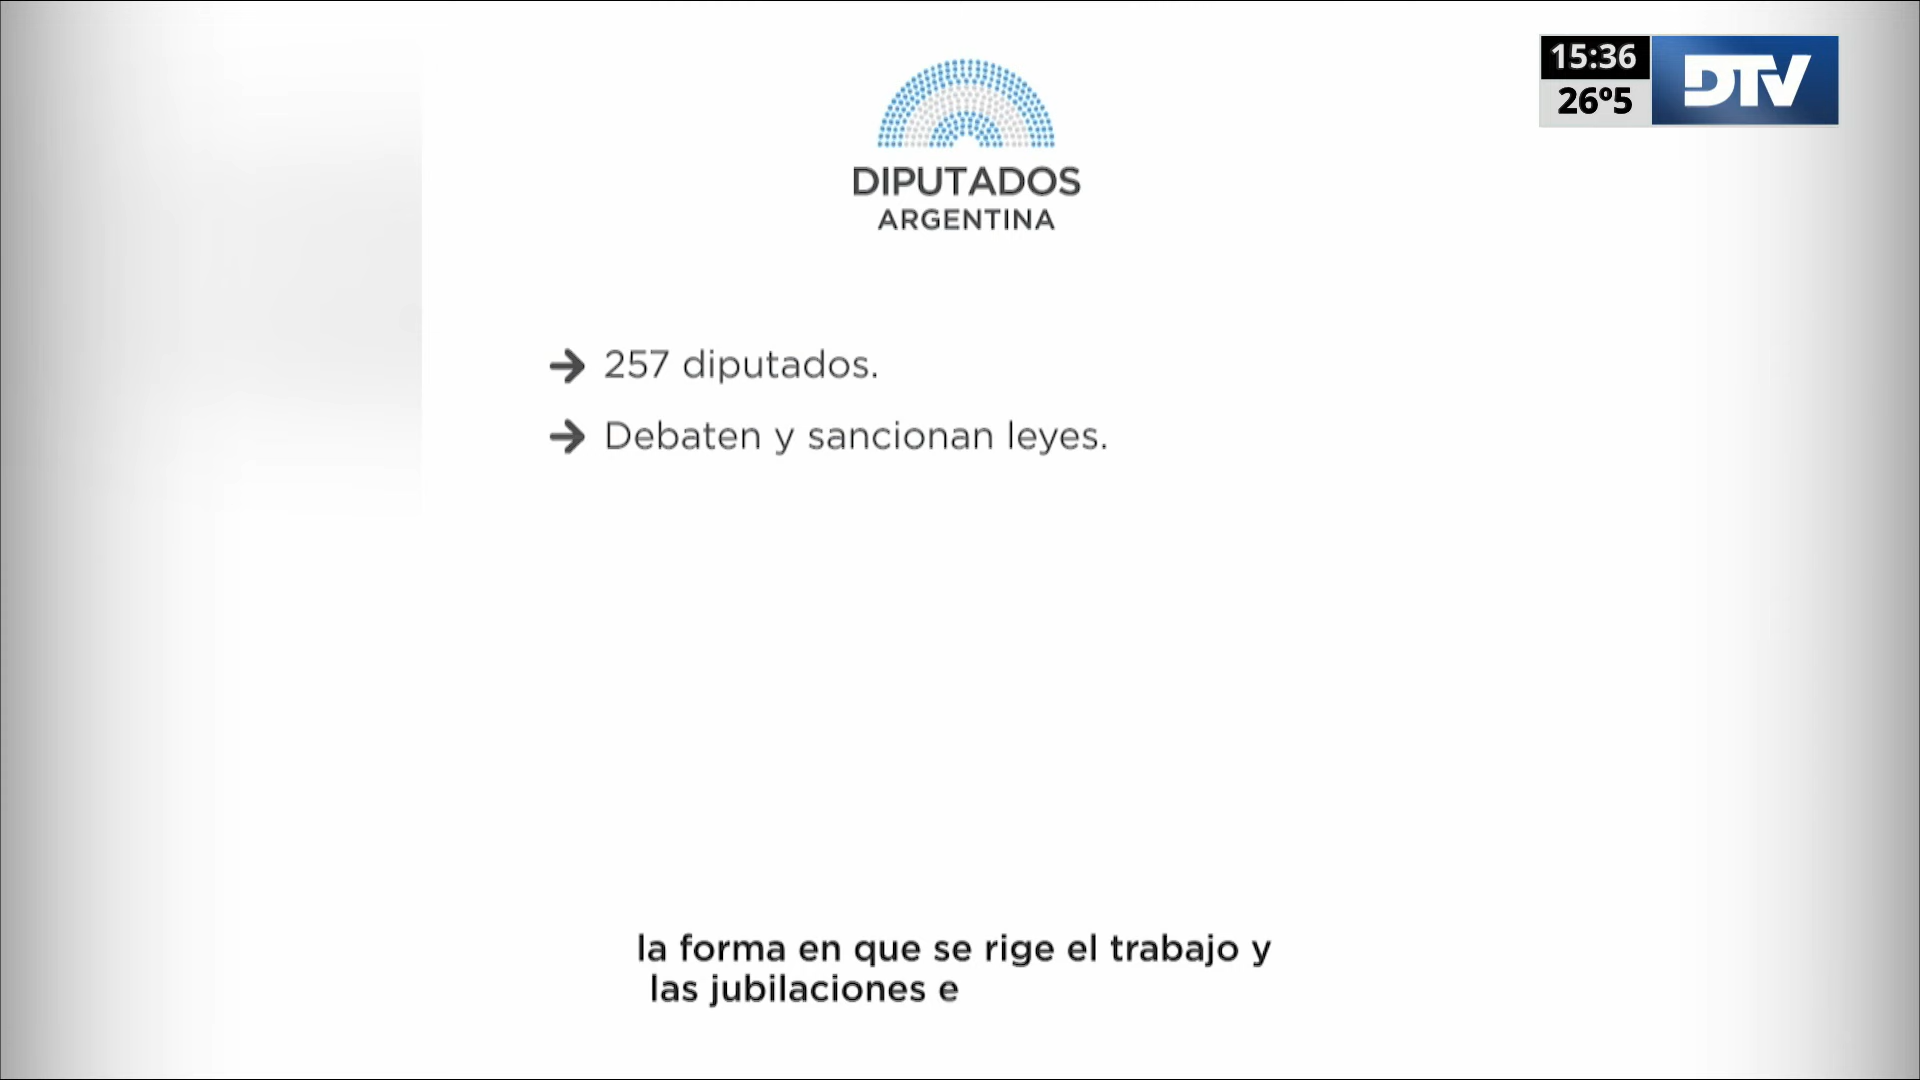 15:36
26º5
DTV
DIPUTADOS
ARGENTINA
→ 257 diputados.
→ Debaten y sancionan leyes.
la forma en que se rige el trabajo y
las jubilaciones e